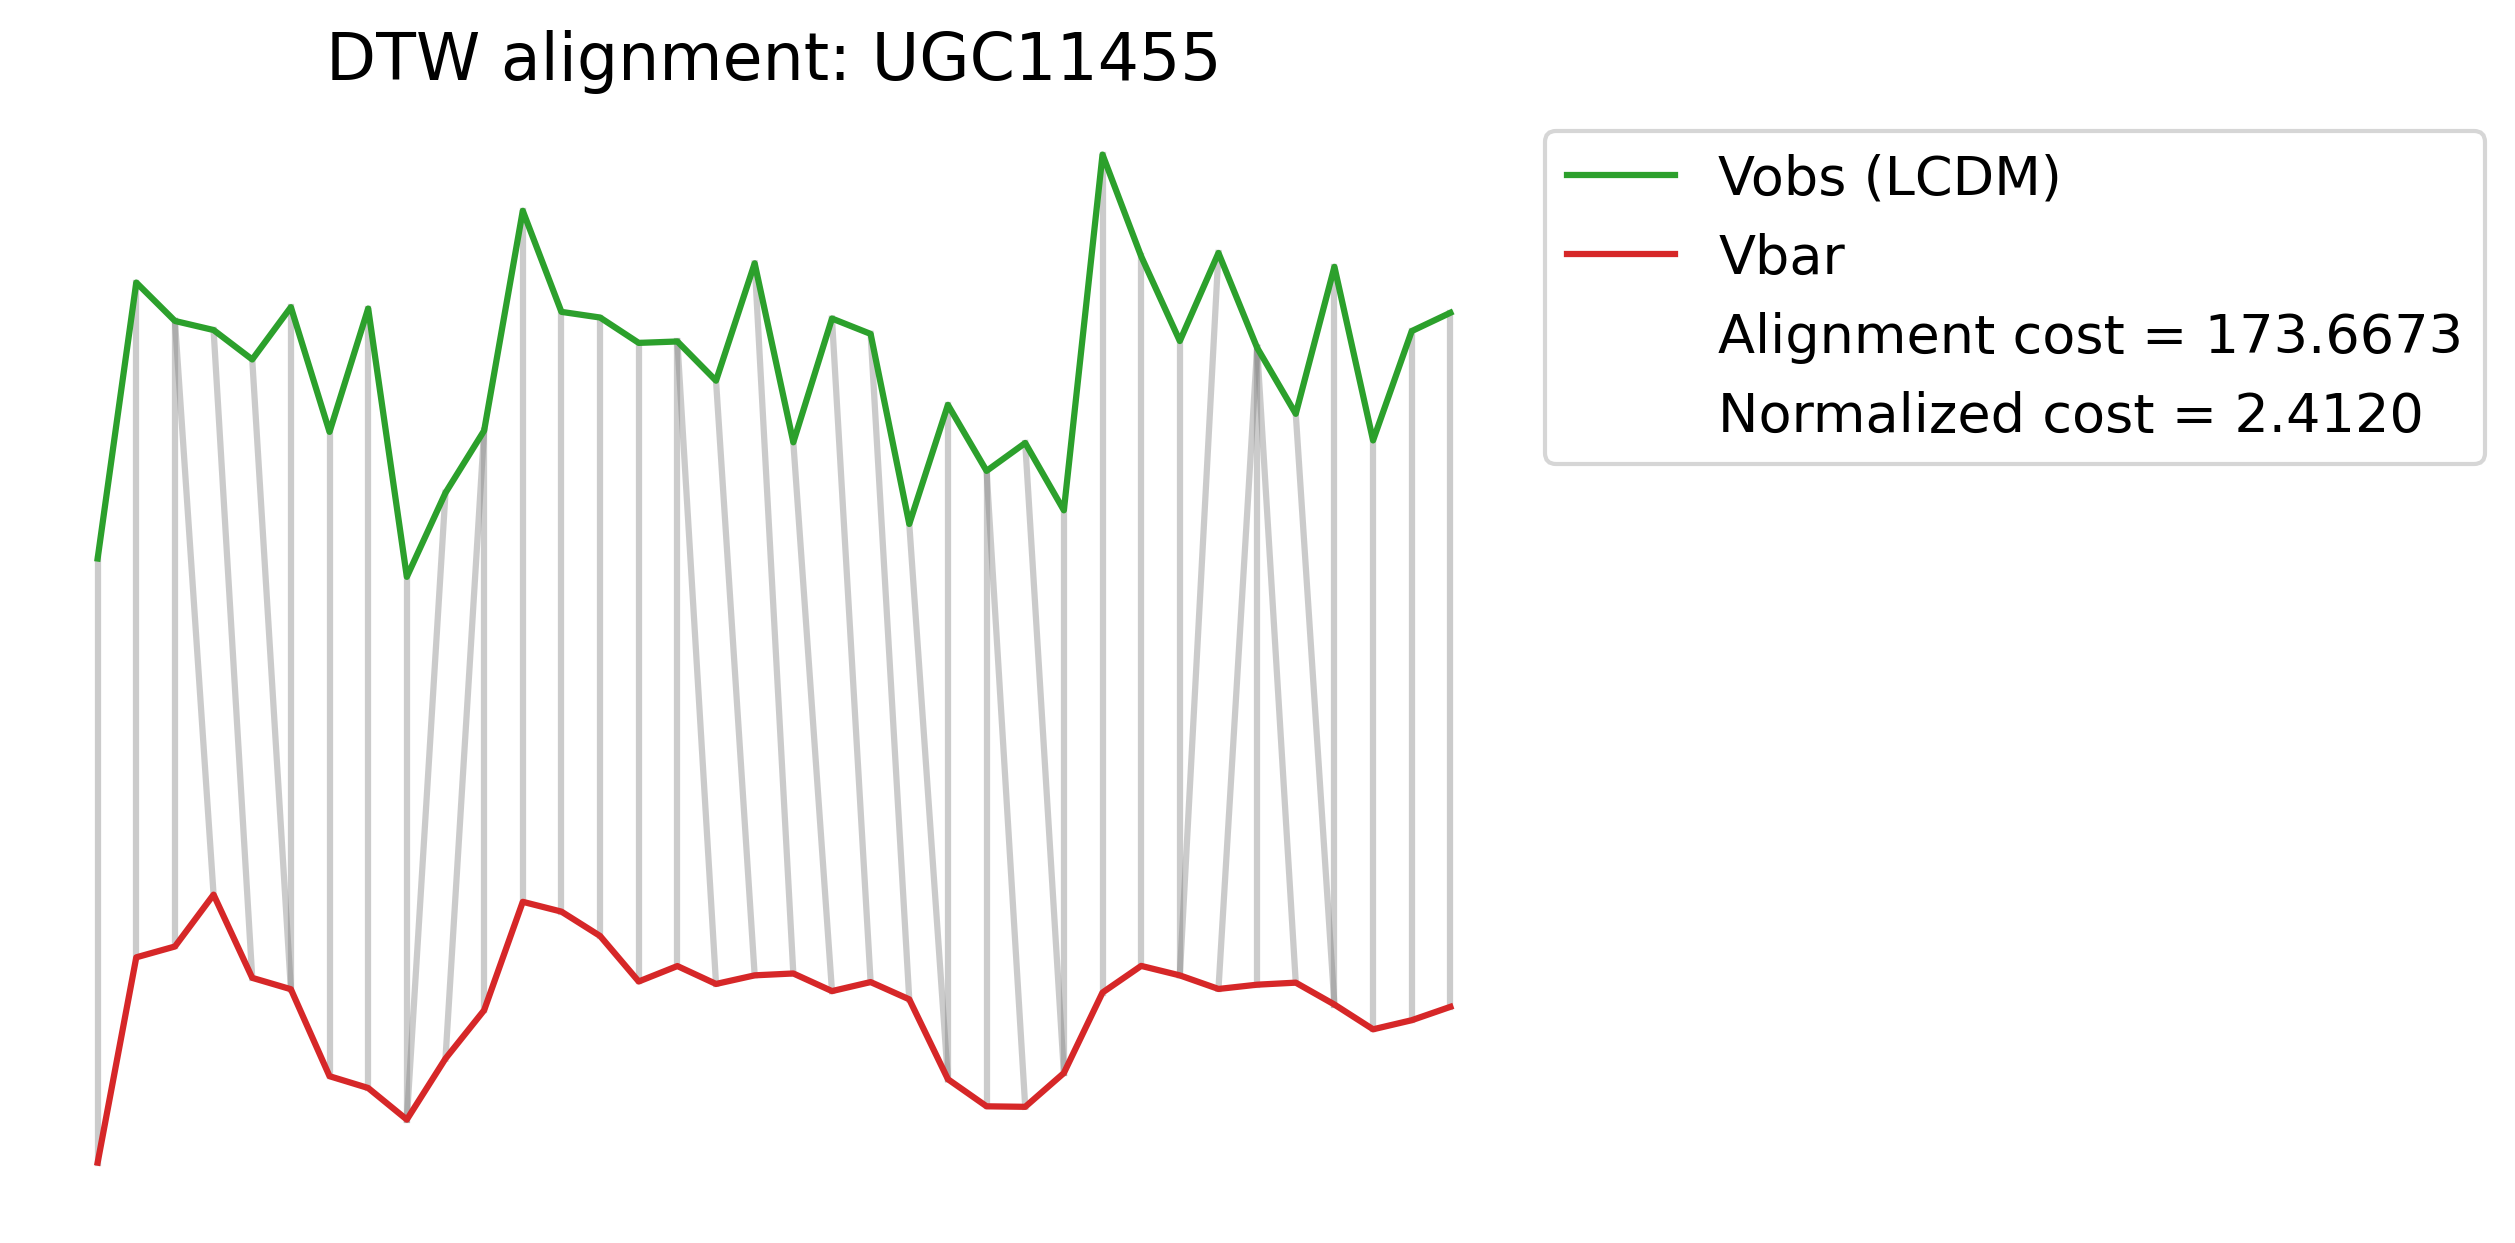 DTW alignment: UGC11455
Vobs (LCDM)
Vbar
Alignment cost = 173.6673
Normalized cost = 2.4120